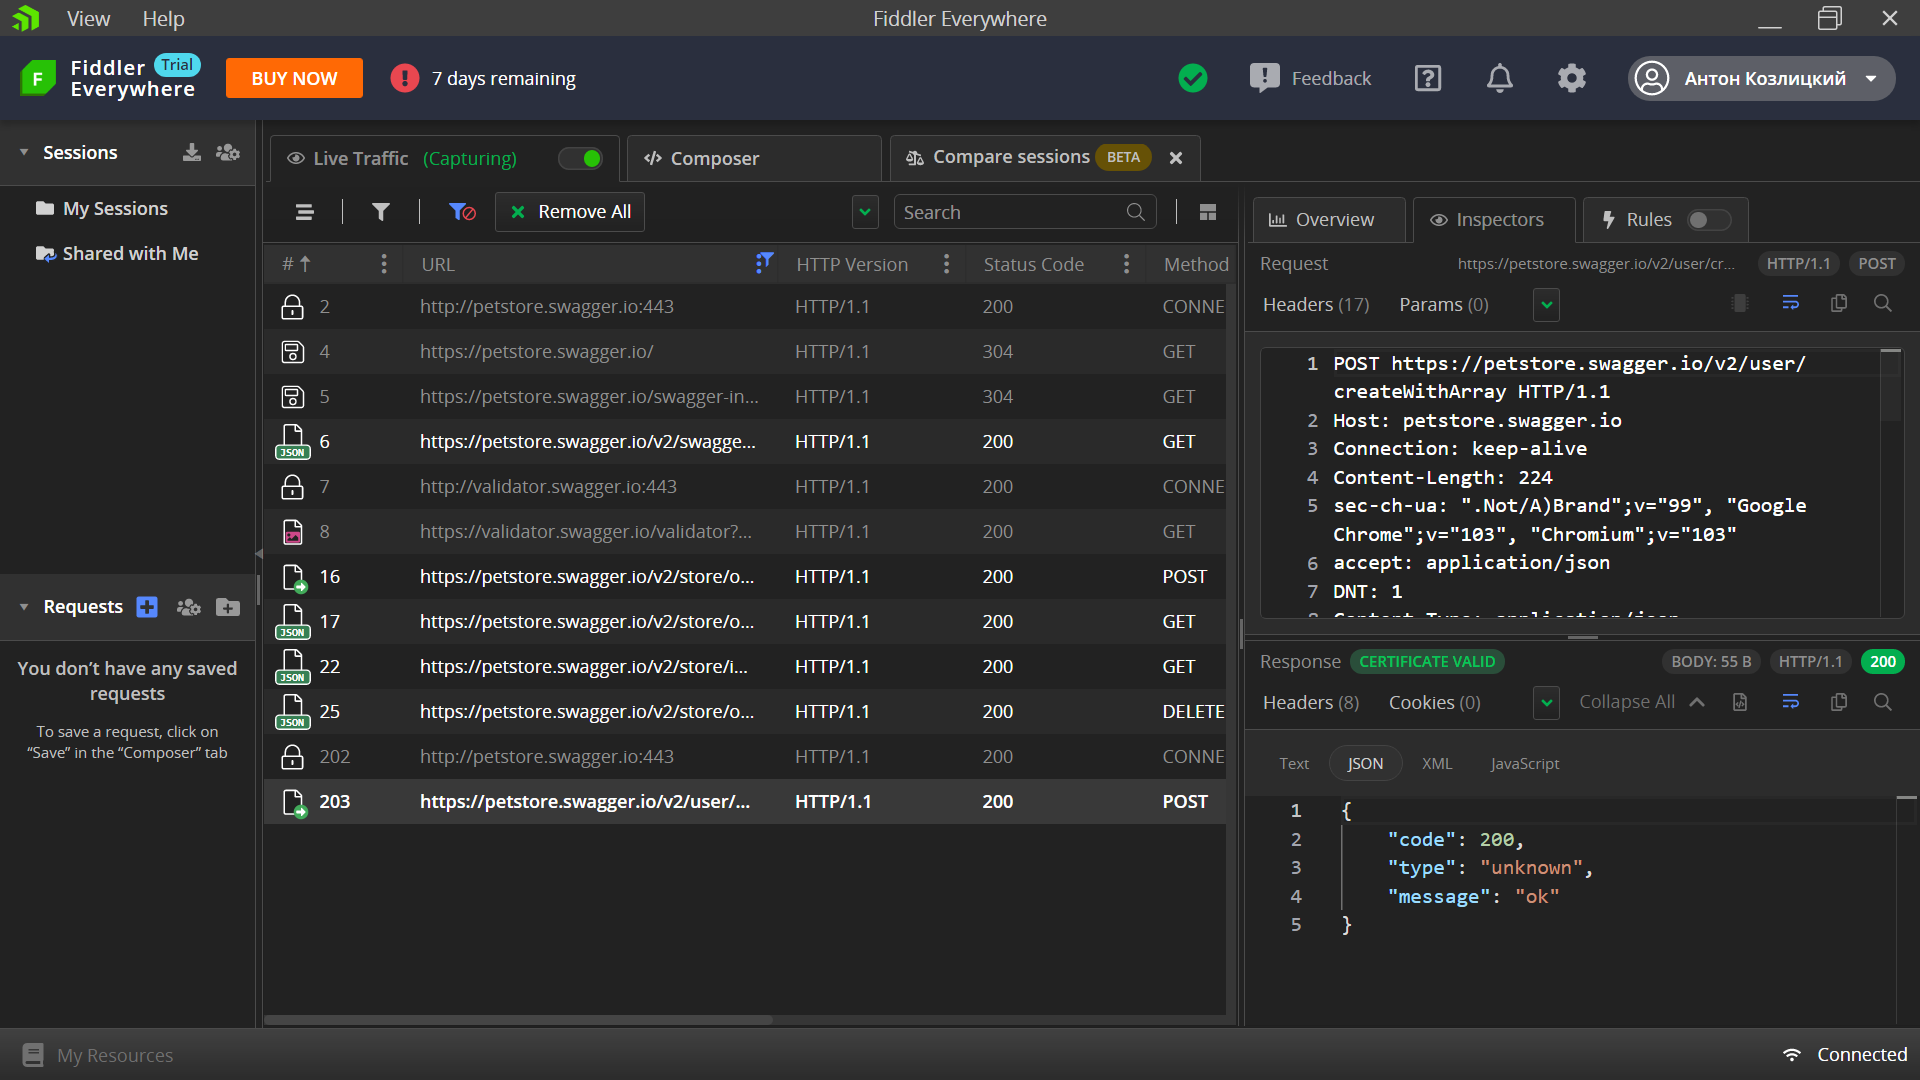 View Help Fiddler Everywhere
Fiddler Trial
Everywhere
BUY NOW
7 days remaining
Feedback
Антон Козлицкий
Sessions
My Sessions
Shared with Me
Requests
You don’t have any saved
requests
To save a request, click on
“Save” in the “Composer” tab
Live Traffic (Capturing)
Composer
Compare sessions BETA
Remove All
Search
# URL HTTP Version Status Code Method
2 http://petstore.swagger.io:443 HTTP/1.1 200 CONNE
4 https://petstore.swagger.io/ HTTP/1.1 304 GET
5 https://petstore.swagger.io/swagger-in... HTTP/1.1 304 GET
JSON 6 https://petstore.swagger.io/v2/swagge... HTTP/1.1 200 GET
7 http://validator.swagger.io:443 HTTP/1.1 200 CONNE
8 https://validator.swagger.io/validator?... HTTP/1.1 200 GET
16 https://petstore.swagger.io/v2/store/o... HTTP/1.1 200 POST
JSON 17 https://petstore.swagger.io/v2/store/o... HTTP/1.1 200 GET
JSON 22 https://petstore.swagger.io/v2/store/i... HTTP/1.1 200 GET
JSON 25 https://petstore.swagger.io/v2/store/o... HTTP/1.1 200 DELETE
202 http://petstore.swagger.io:443 HTTP/1.1 200 CONNE
203 https://petstore.swagger.io/v2/user/... HTTP/1.1 200 POST
Overview
Inspectors
Rules
Request https://petstore.swagger.io/v2/user/cr... HTTP/1.1 POST
Headers (17) Params (0)
1 POST https://petstore.swagger.io/v2/user/
createWithArray HTTP/1.1
2 Host: petstore.swagger.io
3 Connection: keep-alive
4 Content-Length: 224
5 sec-ch-ua: ".Not/A)Brand";v="99", "Google
Chrome";v="103", "Chromium";v="103"
6 accept: application/json
7 DNT: 1
8 Content-Type: application/json
Response CERTIFICATE VALID BODY: 55 B HTTP/1.1 200
Headers (8) Cookies (0) Collapse All
Text JSON XML JavaScript
1 {
2 "code": 200,
3 "type": "unknown",
4 "message": "ok"
5 }
My Resources
Connected